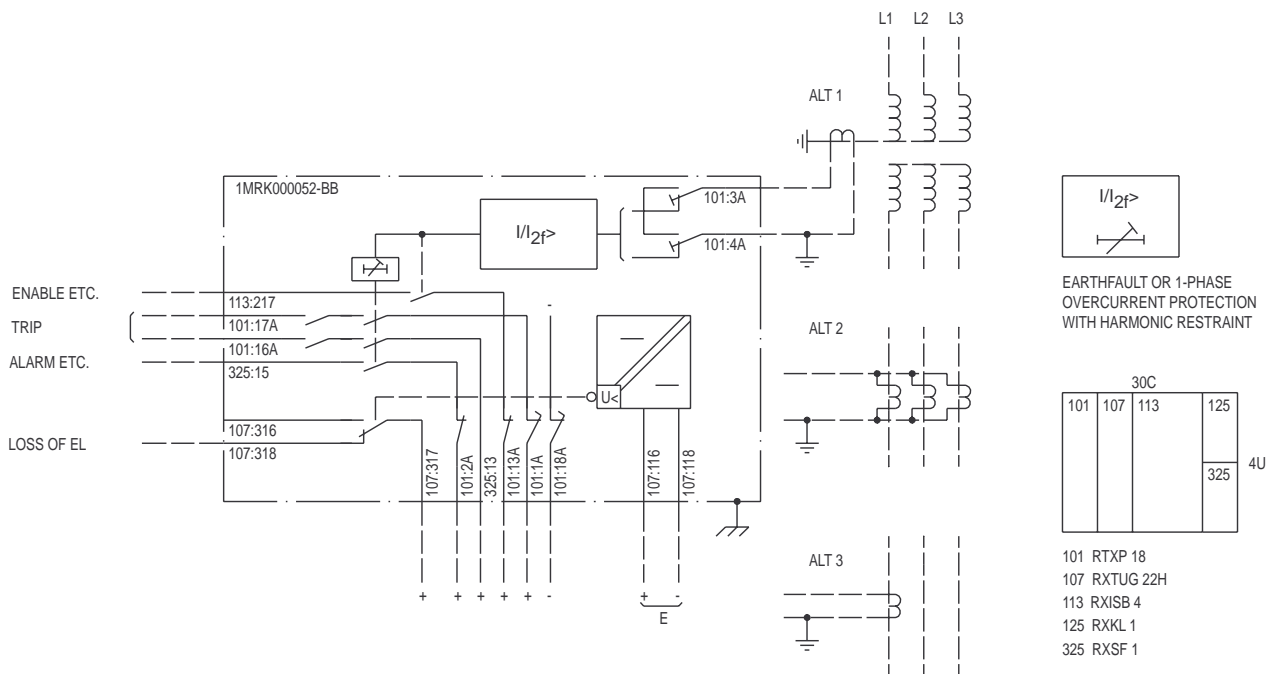 L1 L2 L3
ALT 1
1MRK000052-BB
101:3A
I/I2f>
101:4A
ENABLE ETC.
113:217
TRIP
101:17A
101:16A
ALARM ETC.
325:15
-
U<
107:316
LOSS OF EL
107:318
107:317
101:2A
325:13
101:13A
101:1A
101:18A
107:116
107:118
+ + + + + -
+ -
E
ALT 2
ALT 3
I/I2f>
EARTHFAULT OR 1-PHASE
OVERCURRENT PROTECTION
WITH HARMONIC RESTRAINT
30C
101 107 113 125
325
4U
101 RTXP 18
107 RXTUG 22H
113 RXISB 4
125 RXKL 1
325 RXSF 1